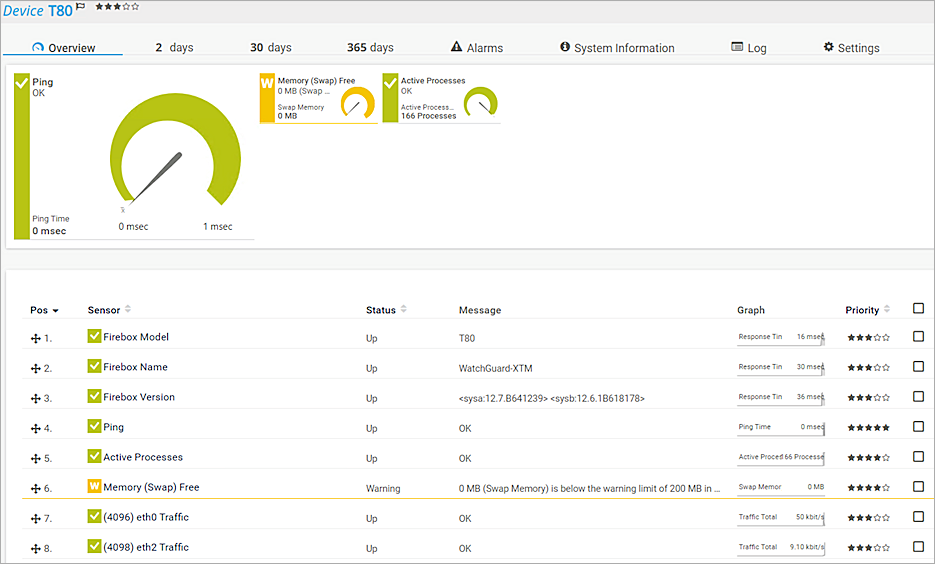 Device T80
Overview 2 days 30 days 365 days Alarms System Information Log Settings
Ping
OK
Ping Time
0 msec
0 msec 1 msec
W Memory (Swap) Free
0 MB (Swap ...
Swap Memory
0 MB
Active Processes
OK
Active Process...
166 Processes
Pos Sensor Status Message Graph Priority
1. Firebox Model Up T80 Response Tin 16 msec
2. Firebox Name Up WatchGuard-XTM Response Tin 30 msec
3. Firebox Version Up <sysa:12.7.B641239> <sysb:12.6.1B618178> Response Tin 36 msec
4. Ping Up OK Ping Time 0 msec
5. Active Processes Up OK Active Proced 66 Processe
6. W Memory (Swap) Free Warning 0 MB (Swap Memory) is below the warning limit of 200 MB in ... Swap Memor 0 MB
7. (4096) eth0 Traffic Up OK Traffic Total 50 kbit/s
8. (4098) eth2 Traffic Up OK Traffic Total 9.10 kbit/s